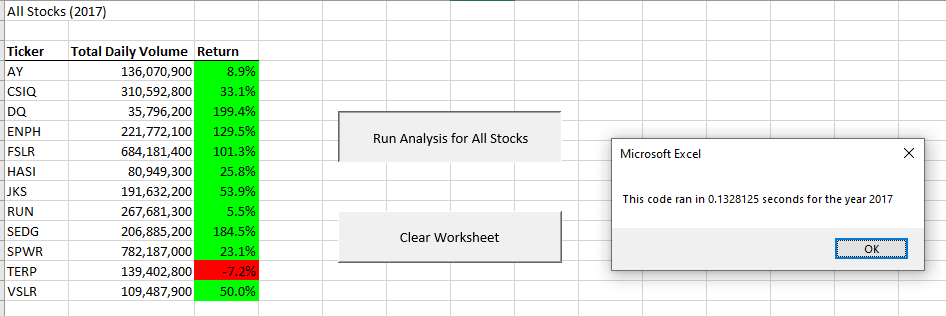 All Stocks (2017)
Ticker Total Daily Volume Return
AY 136,070,900 8.9%
CSIQ 310,592,800 33.1%
DQ 35,796,200 199.4%
ENPH 221,772,100 129.5%
FSLR 684,181,400 101.3%
HASI 80,949,300 25.8%
JKS 191,632,200 53.9%
RUN 267,681,300 5.5%
SEDG 206,885,200 184.5%
SPWR 782,187,000 23.1%
TERP 139,402,800 -7.2%
VSLR 109,487,900 50.0%
Run Analysis for All Stocks
Clear Worksheet
Microsoft Excel
This code ran in 0.1328125 seconds for the year 2017
OK